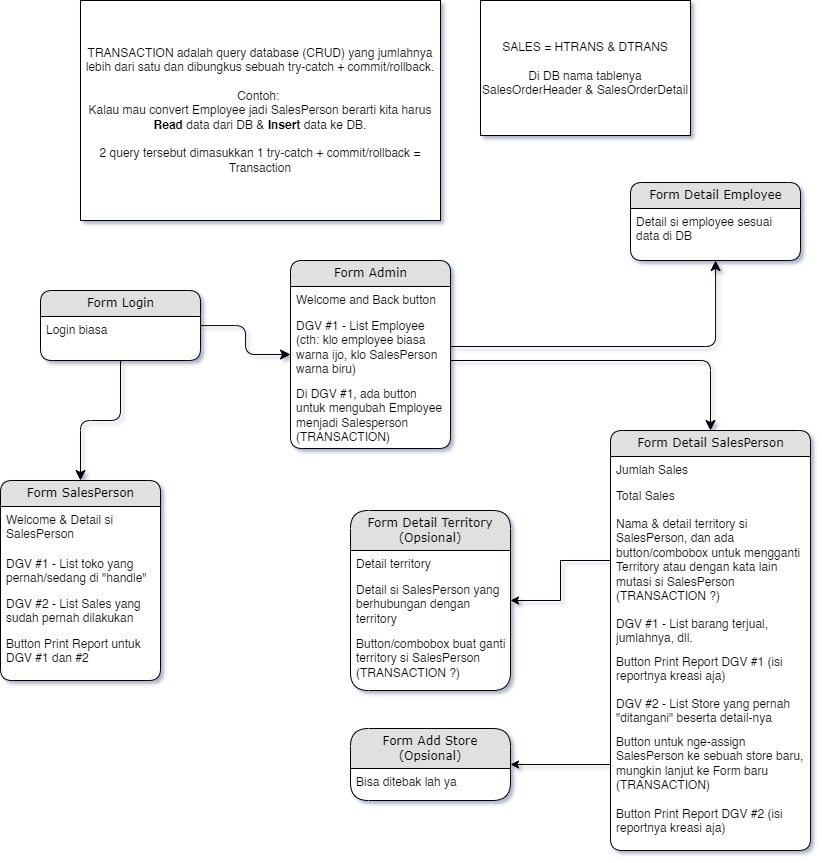 TRANSACTION adalah query database (CRUD) yang jumlahnya
lebih dari satu dan dibungkus sebuah try-catch + commit/rollback.
Contoh:
Kalau mau convert Employee jadi SalesPerson berarti kita harus
Read data dari DB & Insert data ke DB.
2 query tersebut dimasukkan 1 try-catch + commit/rollback =
Transaction
SALES = HTRANS & DTRANS
Di DB nama tablenya
SalesOrderHeader & SalesOrderDetail
Form Detail Employee
Detail si employee sesuai
data di DB
Form Admin
Welcome and Back button
DGV #1 - List Employee
(cth: klo employee biasa
warna ijo, klo SalesPerson
warna biru)
Di DGV #1, ada button
untuk mengubah Employee
menjadi Salesperson
(TRANSACTION)
Form Login
Login biasa
Form SalesPerson
Welcome & Detail si
SalesPerson
DGV #1 - List toko yang
pernah/sedang di "handle"
DGV #2 - List Sales yang
sudah pernah dilakukan
Button Print Report untuk
DGV #1 dan #2
Form Detail Territory
(Opsional)
Detail territory
Detail si SalesPerson yang
berhubungan dengan
territory
Button/combobox buat ganti
territory si SalesPerson
(TRANSACTION ?)
Form Add Store
(Opsional)
Bisa ditebak lah ya
Form Detail SalesPerson
Jumlah Sales
Total Sales
Nama & detail territory si
SalesPerson, dan ada
button/combobox untuk mengganti
Territory atau dengan kata lain
mutasi si SalesPerson
(TRANSACTION ?)
DGV #1 - List barang terjual,
jumlahnya, dll.
Button Print Report DGV #1 (isi
reportnya kreasi aja)
DGV #2 - List Store yang pernah
"ditangani" beserta detail-nya
Button untuk nge-assign
SalesPerson ke sebuah store baru,
mungkin lanjut ke Form baru
(TRANSACTION)
Button Print Report DGV #2 (isi
reportnya kreasi aja)